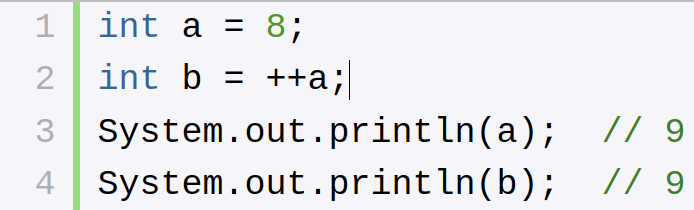 1 int a = 8;
2 int b = ++a;
3 System.out.println(a);  // 9
4 System.out.println(b);  // 9